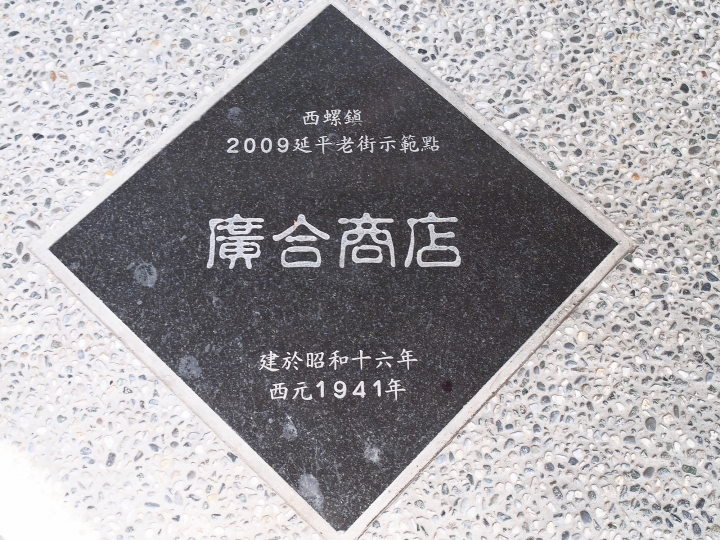 西螺鎮
2009延平老街示範點
廣合商店
建於昭和十六年
西元1941年